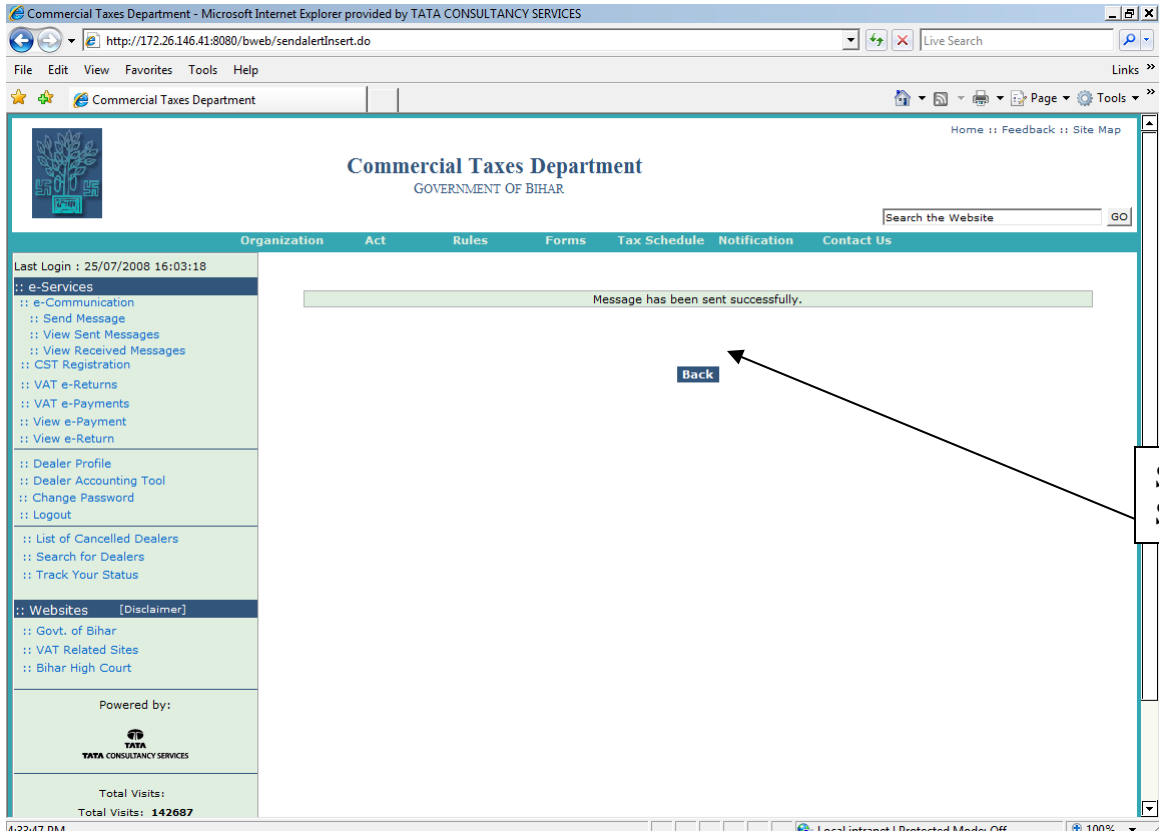 Commercial Taxes Department - Microsoft Internet Explorer provided by TATA CONSULTANCY SERVICES
http://172.26.146.41:8080/bweb/sendalertInsert.do
Live Search
File Edit View Favorites Tools Help
Links »
Commercial Taxes Department
Page Tools »
Home :: Feedback :: Site Map
Commercial Taxes Department
GOVERNMENT OF BIHAR
Search the Website GO
Organization Act Rules Forms Tax Schedule Notification Contact Us
Last Login : 25/07/2008 16:03:18
:: e-Services
:: e-Communication
:: Send Message
:: View Sent Messages
:: View Received Messages
:: CST Registration
:: VAT e-Returns
:: VAT e-Payments
:: View e-Payment
:: View e-Return
:: Dealer Profile
:: Dealer Accounting Tool
:: Change Password
:: Logout
:: List of Cancelled Dealers
:: Search for Dealers
:: Track Your Status
:: Websites [Disclaimer]
:: Govt. of Bihar
:: VAT Related Sites
:: Bihar High Court
Powered by:
TATA
TATA CONSULTANCY SERVICES
Total Visits:
Total Visits: 142687
Message has been sent successfully.
Back
S
S
4:33:47 PM
Local intranet | Protected Mode: Off
100%